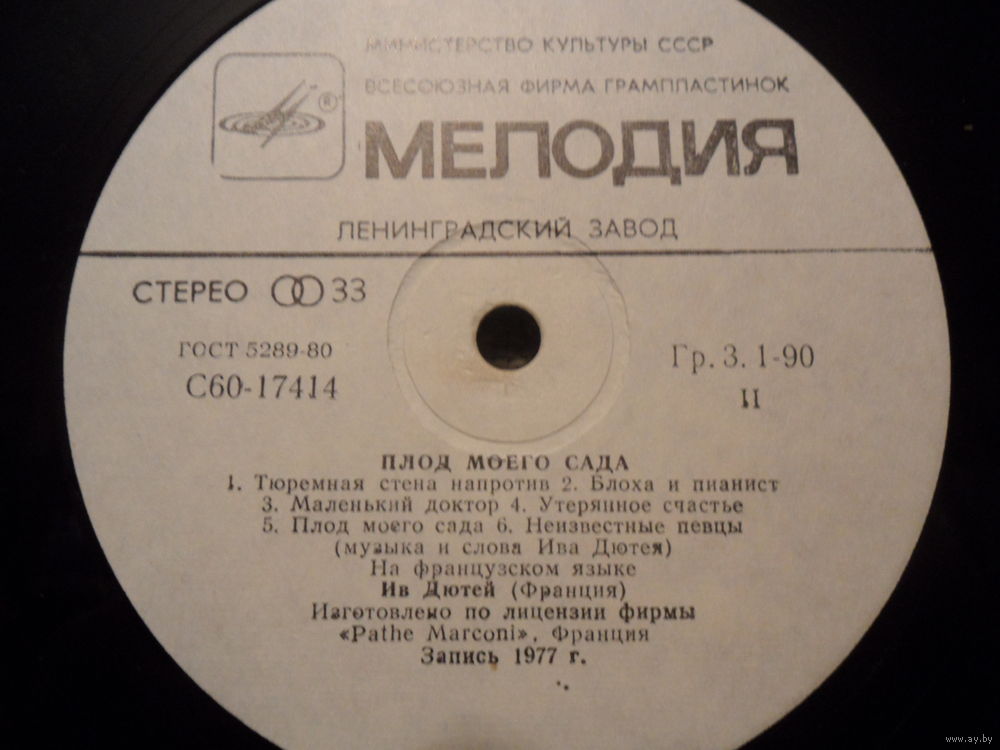 МИНИСТЕРСТВО КУЛЬТУРЫ СССР
ВСЕСОЮЗНАЯ ФИРМА ГРАМПЛАСТИНОК
®
МЕЛОДИЯ
ЛЕНИНГРАДСКИЙ ЗАВОД
СТЕРЕО 33
ГОСТ 5289-80
С60-17414
Гр. 3. 1-90
II
ПЛОД МОЕГО САДА
1. Тюремная стена напротив 2. Блоха и пианист
3. Маленький доктор 4. Утерянное счастье
5. Плод моего сада 6. Неизвестные певцы
(музыка и слова Ива Дютея)
На французском языке
Ив Дютей (Франция)
Изготовлено по лицензии фирмы
«Pathe Marconi», Франция
Запись 1977 г.
www.ay.by